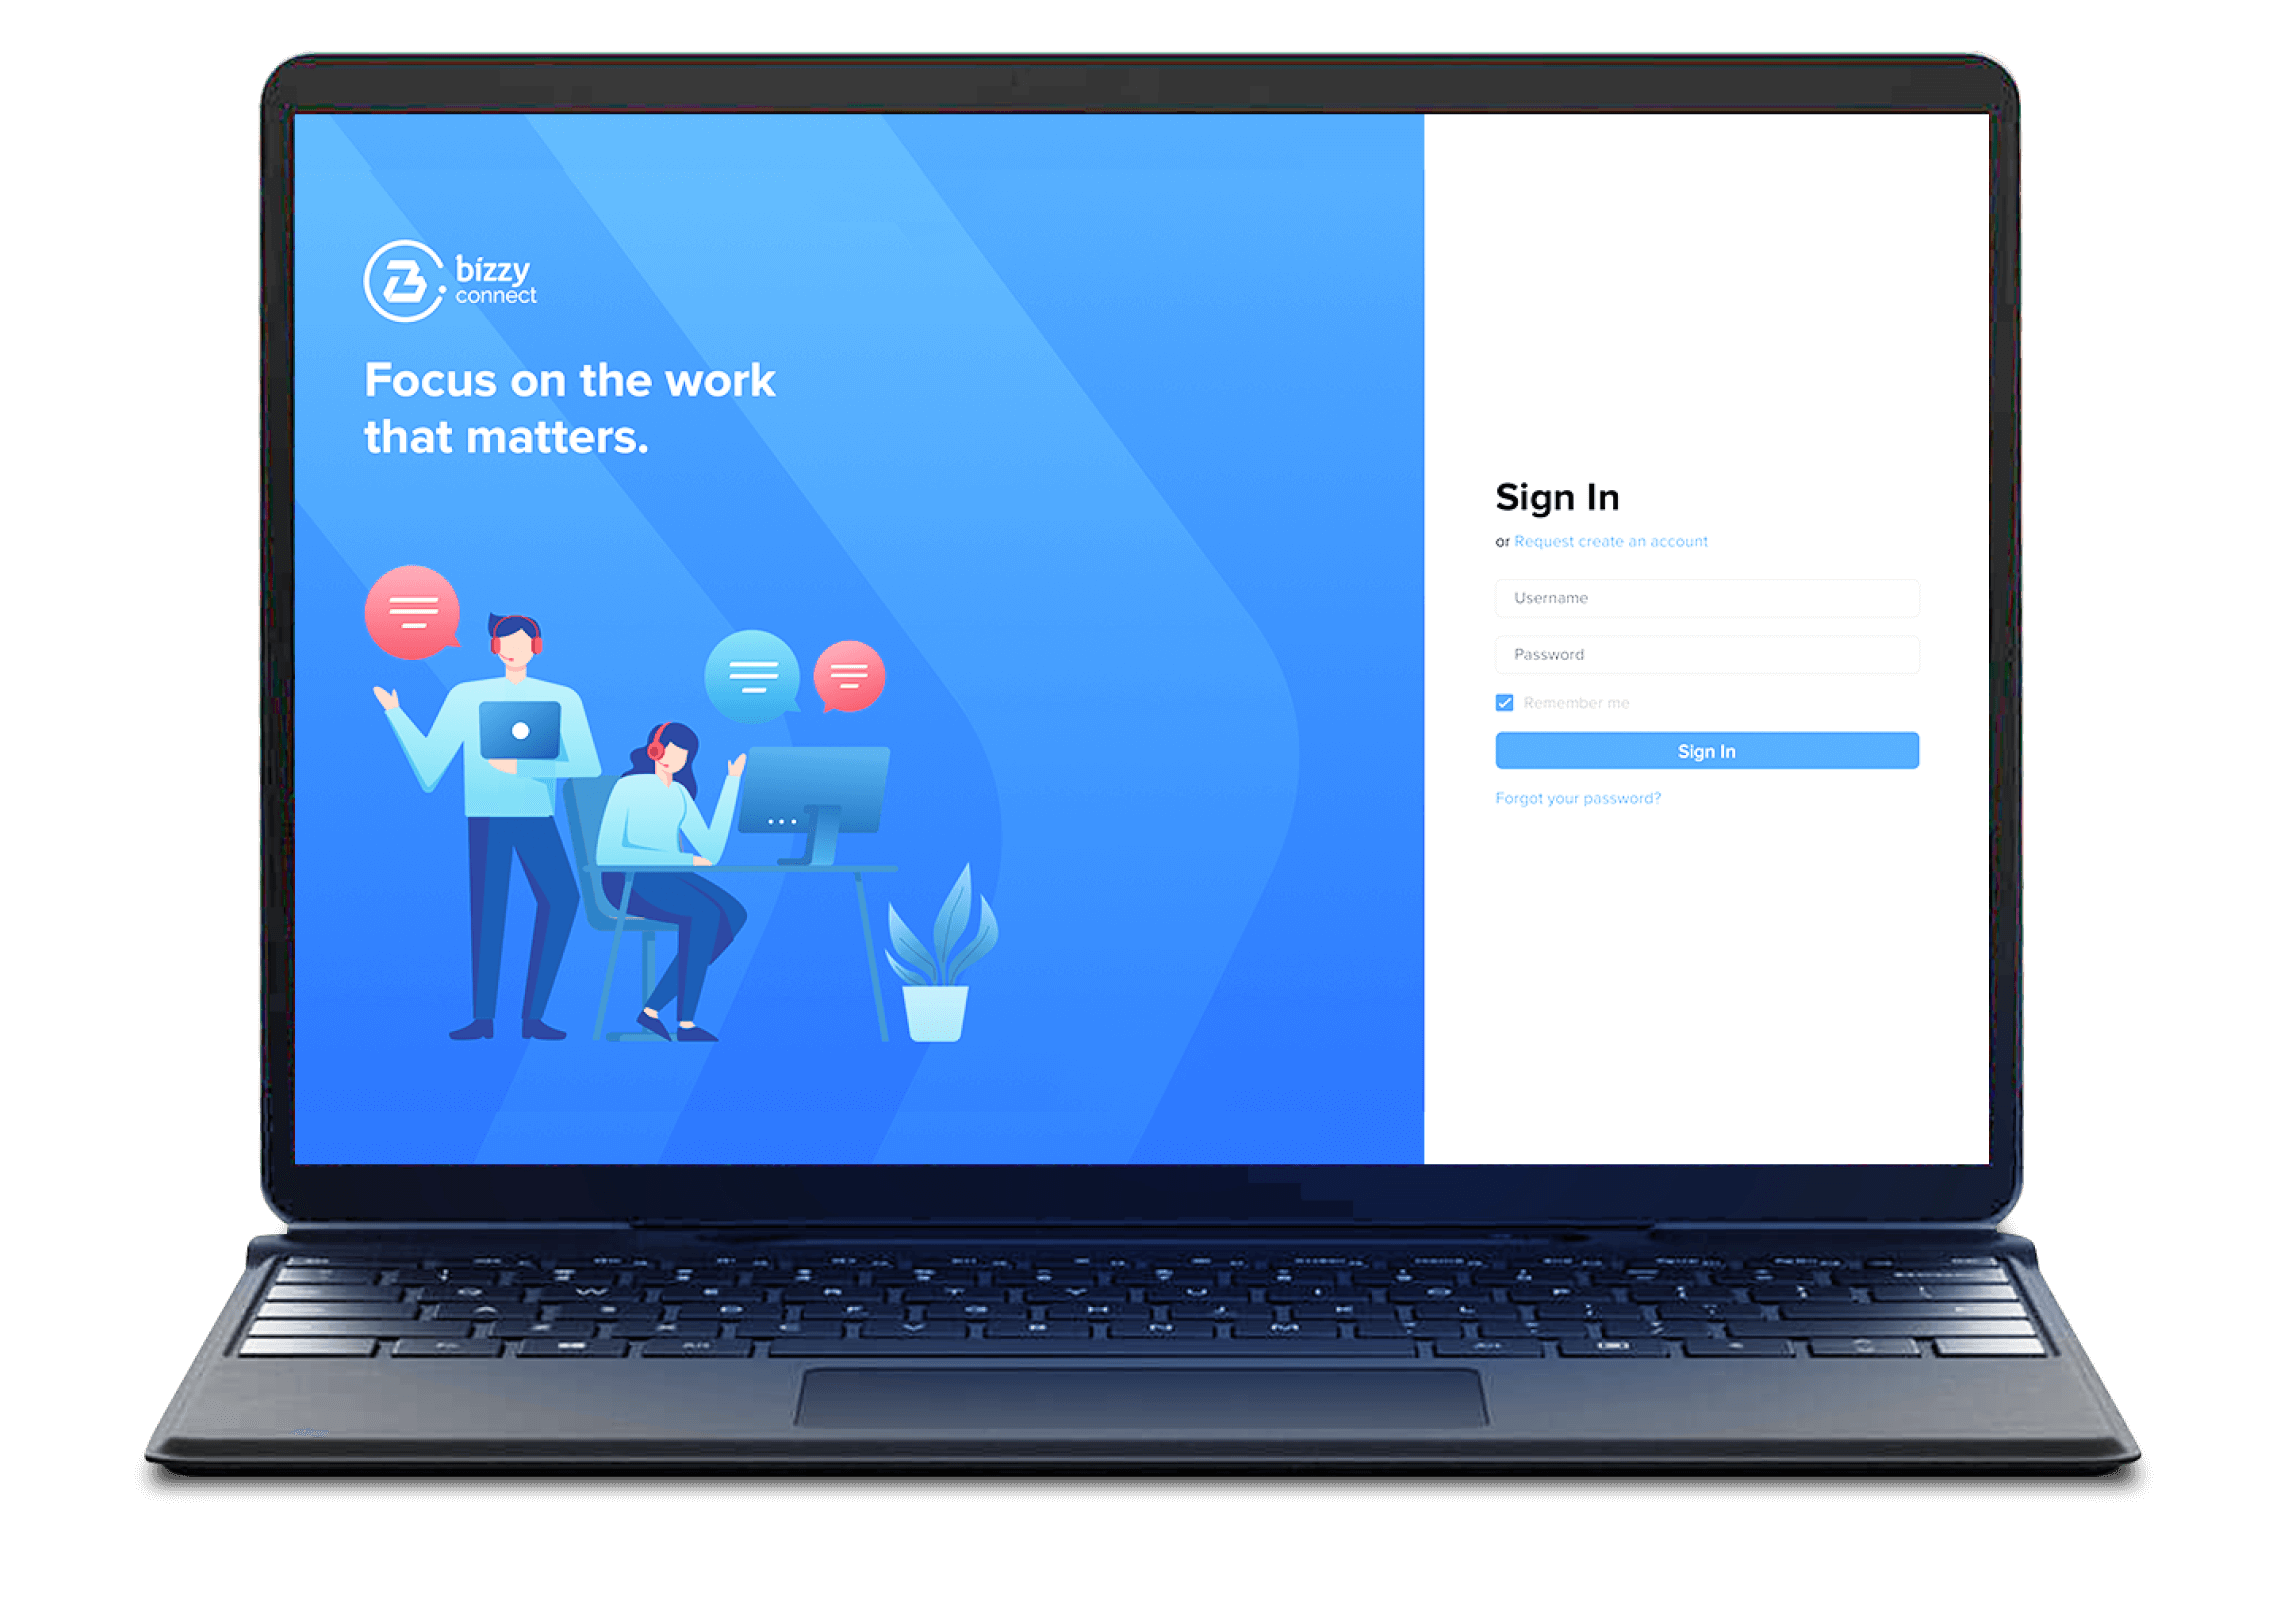 bizzy
connect
Focus on the work
that matters.
Sign In
or Request create an account
Username
Password
Remember me
Sign In
Forgot your password?